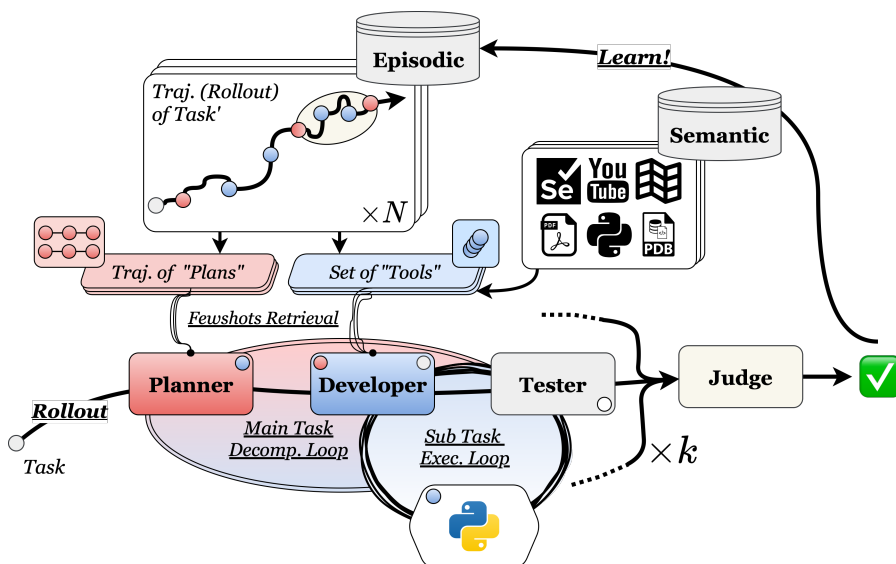 Episodic
Learn!
Traj. (Rollout)
of Task'
×N
Semantic
Se
You
Tube
PDF
PDB
Traj. of "Plans"
Set of "Tools"
Fewshots Retrieval
Planner
Developer
Tester
Judge
Rollout
Task
Main Task
Decomp. Loop
Sub Task
Exec. Loop
×k